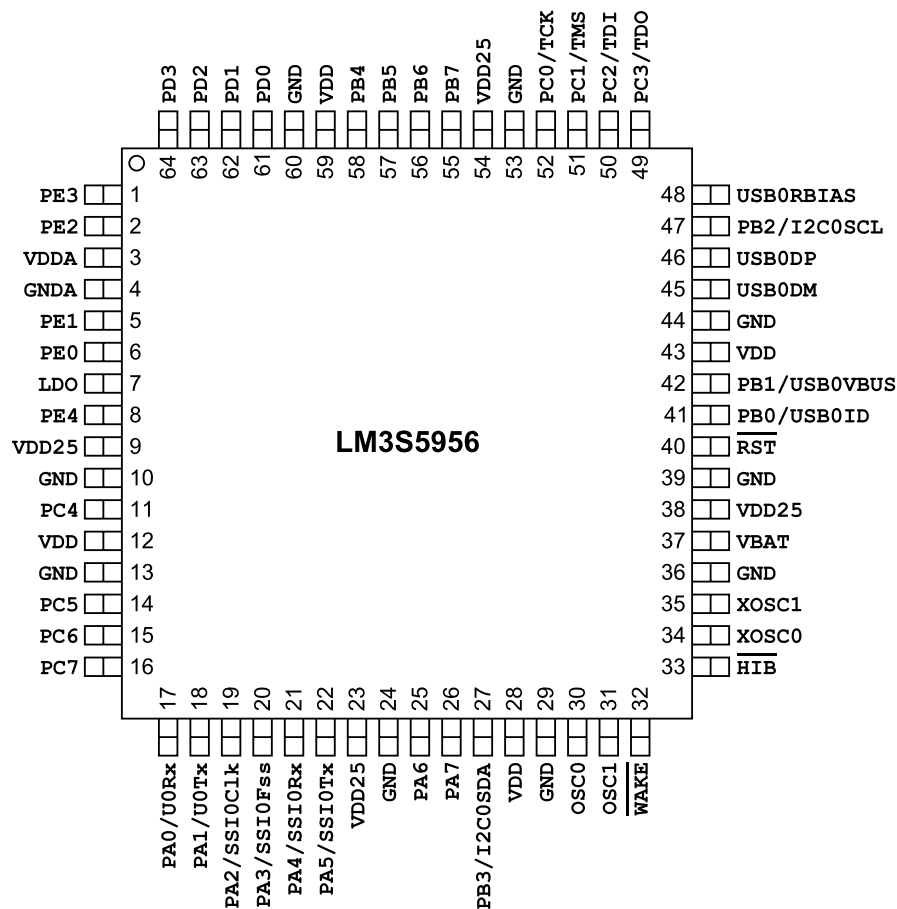 PD3
PD2
PD1
PD0
GND
VDD
PB4
PB5
PB6
PB7
VDD25
GND
PC0/TCK
PC1/TMS
PC2/TDI
PC3/TDO
64
63
62
61
60
59
58
57
56
55
54
53
52
51
50
49
PE3 1
PE2 2
VDDA 3
GNDA 4
PE1 5
PE0 6
LDO 7
PE4 8
VDD25 9
GND 10
PC4 11
VDD 12
GND 13
PC5 14
PC6 15
PC7 16
LM3S5956
48 USB0RBIAS
47 PB2/I2C0SCL
46 USB0DP
45 USB0DM
44 GND
43 VDD
42 PB1/USB0VBUS
41 PB0/USB0ID
40 RST
39 GND
38 VDD25
37 VBAT
36 GND
35 XOSC1
34 XOSC0
33 HIB
17
18
19
20
21
22
23
24
25
26
27
28
29
30
31
32
PA0/U0Rx
PA1/U0Tx
PA2/SSI0Clk
PA3/SSI0Fss
PA4/SSI0Rx
PA5/SSI0Tx
VDD25
GND
PA6
PA7
PB3/I2C0SDA
VDD
GND
OSC0
OSC1
WAKE